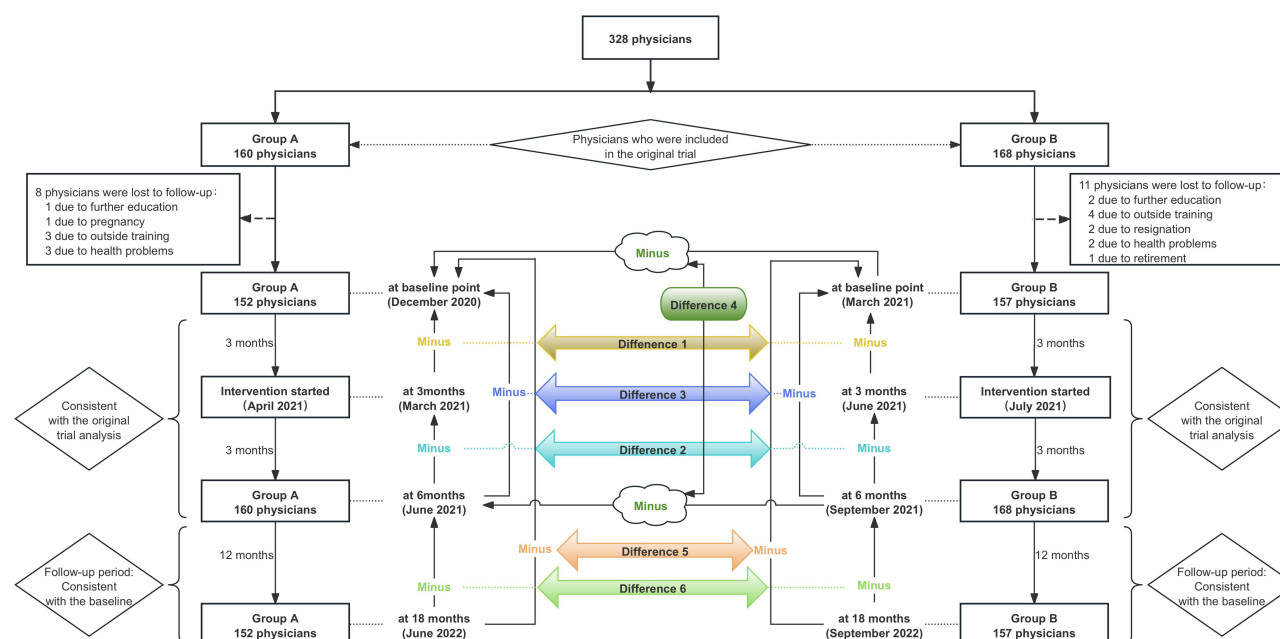 328 physicians
Group A
160 physicians
Physicians who were included
in the original trial
Group B
168 physicians
8 physicians were lost to follow-up:
1 due to further education
1 due to pregnancy
3 due to outside training
3 due to health problems
11 physicians were lost to follow-up:
2 due to further education
4 due to outside training
2 due to resignation
2 due to health problems
1 due to retirement
Minus
Group A
152 physicians
at baseline point
(December 2020)
Difference 4
at baseline point
(March 2021)
Group B
157 physicians
3 months
Minus
Diffenence 1
Minus
3 months
Consistent
with the original
trial analysis
Intervention started
(April 2021)
at 3months
(March 2021)
Minus
Difference 3
Minus
at 3 months
(June 2021)
Intervention started
(July 2021)
Consistent
with the original
trial analysis
3 months
Minus
Difference 2
Minus
3 months
Group A
160 physicians
at 6months
(June 2021)
Minus
at 6 months
(September 2021)
Group B
168 physicians
12 months
Minus
Difference 5
Minus
12 months
Follow-up period:
Consistent
with the baseline
Minus
Difference 6
Minus
Follow-up period:
Consistent
with the baseline
Group A
152 physicians
at 18 months
(June 2022)
at 18 months
(September 2022)
Group B
157 physicians